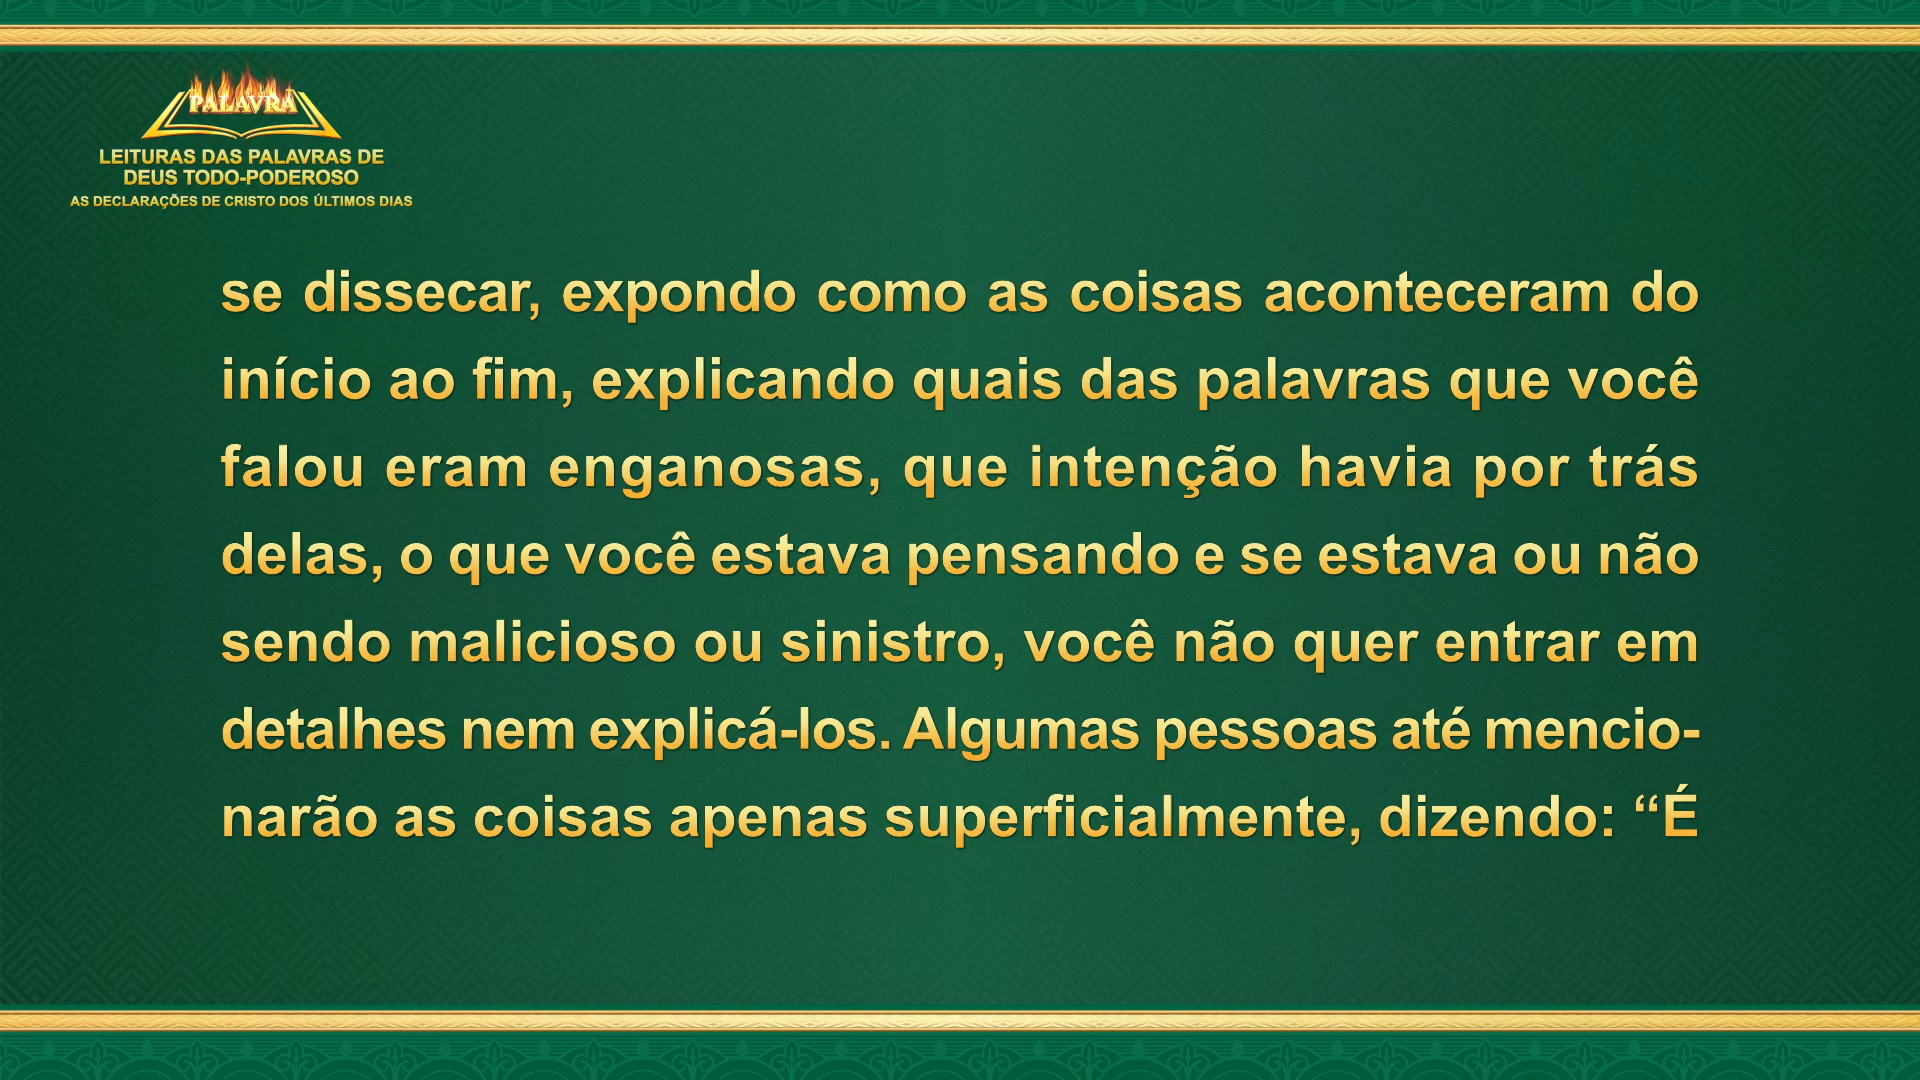 PALAVRA
LEITURAS DAS PALAVRAS DE
DEUS TODO-PODEROSO
AS DECLARAÇÕES DE CRISTO DOS ÚLTIMOS DIAS
se dissecar, expondo como as coisas aconteceram do
início ao fim, explicando quais das palavras que você
falou eram enganosas, que intenção havia por trás
delas, o que você estava pensando e se estava ou não
sendo malicioso ou sinistro, você não quer entrar em
detalhes nem explicá-los. Algumas pessoas até mencio-
narão as coisas apenas superficialmente, dizendo: “É